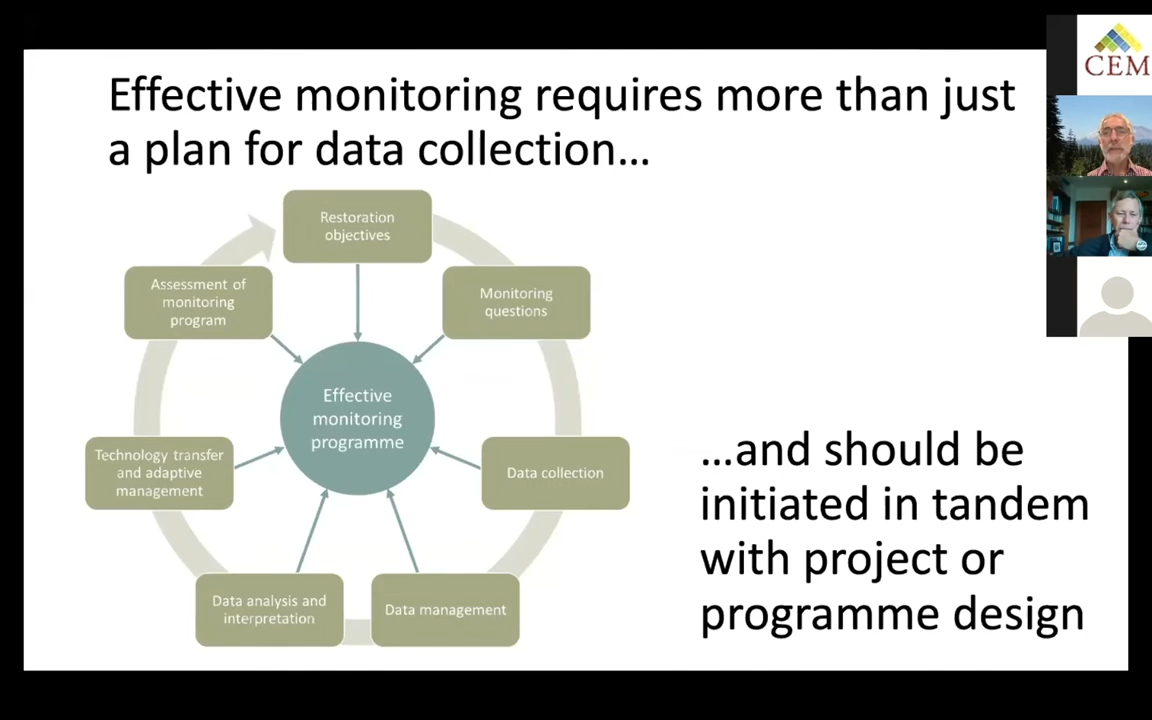 Effective monitoring requires more than just
a plan for data collection...
Restoration
objectives
Monitoring
questions
Data collection
Data management
Data analysis and
interpretation
Technology transfer
and adaptive
management
Assessment of
monitoring
program
Effective
monitoring
programme
...and should be
initiated in tandem
with project or
programme design
CEM